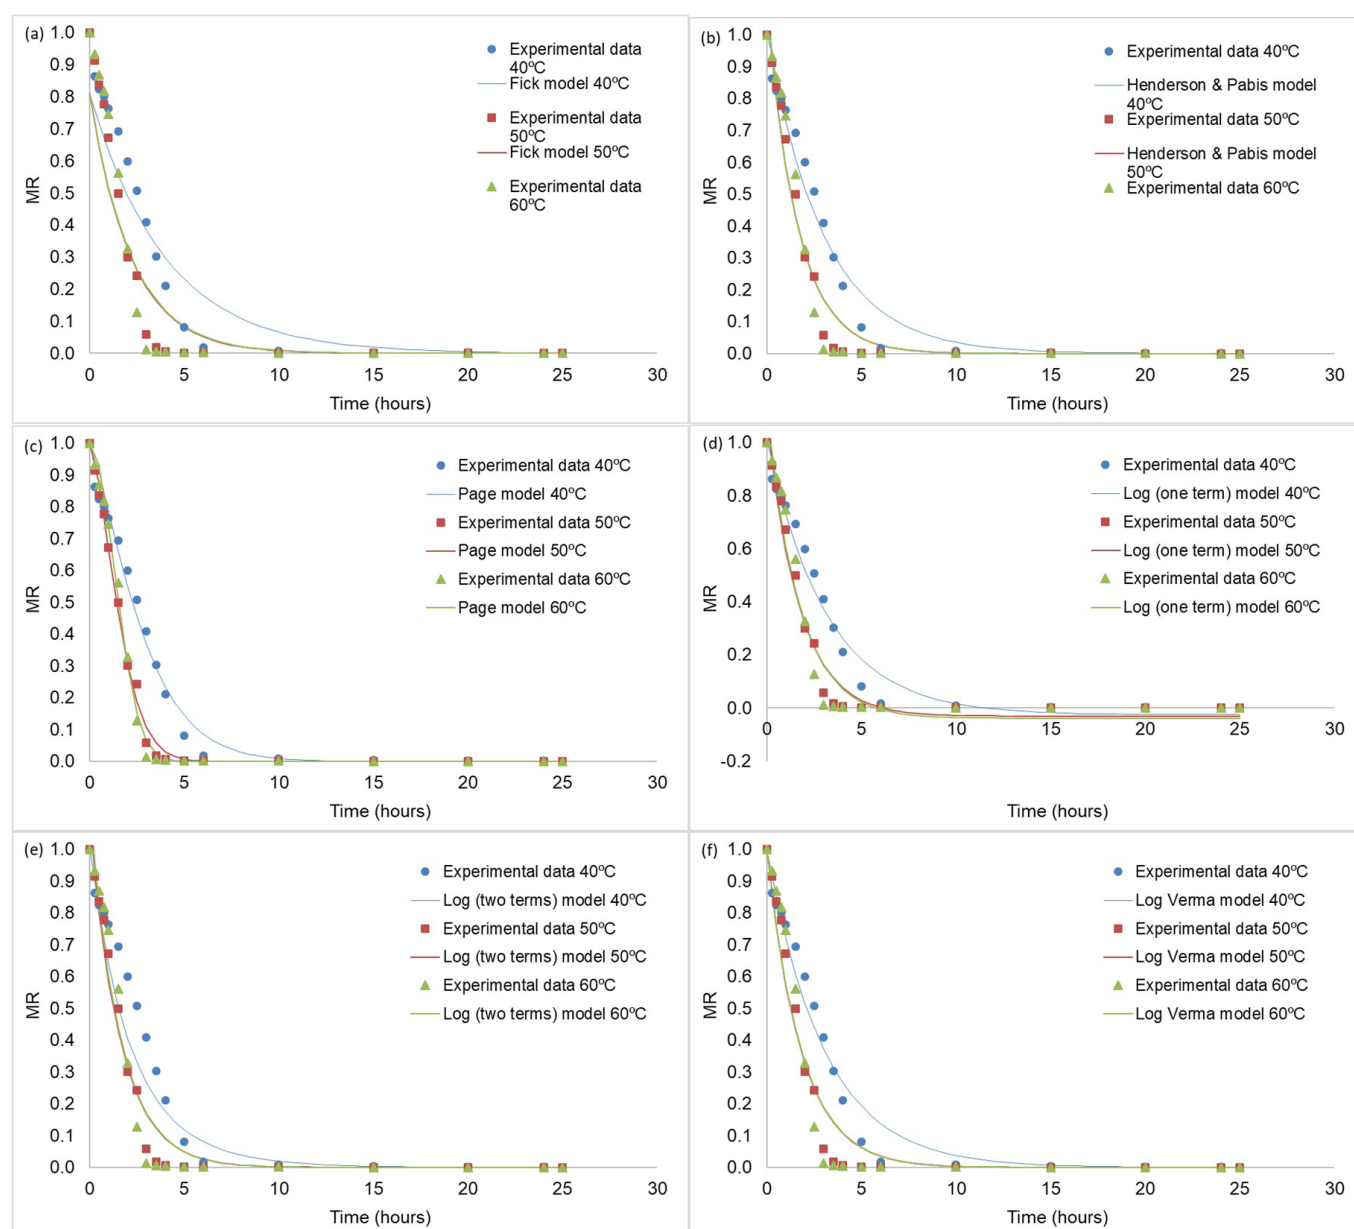 (a)
1.0
0.9
0.8
0.7
0.6
0.5
0.4
0.3
0.2
0.1
0.0
MR
0 5 10 15 20 25 30
Time (hours)
Experimental data
40ºC
Fick model 40ºC
Experimental data
50ºC
Fick model 50ºC
Experimental data
60ºC
(b)
1.0
0.9
0.8
0.7
0.6
0.5
0.4
0.3
0.2
0.1
0.0
MR
0 5 10 15 20 25 30
Time (hours)
Experimental data 40ºC
Henderson & Pabis model
40ºC
Experimental data 50ºC
Henderson & Pabis model
50ºC
Experimental data 60ºC
(c)
1.0
0.9
0.8
0.7
0.6
0.5
0.4
0.3
0.2
0.1
0.0
MR
0 5 10 15 20 25 30
Time (hours)
Experimental data 40ºC
Page model 40ºC
Experimental data 50ºC
Page model 50ºC
Experimental data 60ºC
Page model 60ºC
(d)
1.0
0.8
0.6
0.4
0.2
0.0
-0.2
MR
0 5 10 15 20 25 30
Time (hours)
Experimental data 40ºC
Log (one term) model 40ºC
Experimental data 50ºC
Log (one term) model 50ºC
Experimental data 60ºC
Log (one term) model 60ºC
(e)
1.0
0.9
0.8
0.7
0.6
0.5
0.4
0.3
0.2
0.1
0.0
MR
0 5 10 15 20 25 30
Time (hours)
Experimental data 40ºC
Log (two terms) model 40ºC
Experimental data 50ºC
Log (two terms) model 50ºC
Experimental data 60ºC
Log (two terms) model 60ºC
(f)
1.0
0.9
0.8
0.7
0.6
0.5
0.4
0.3
0.2
0.1
0.0
MR
0 5 10 15 20 25 30
Time (hours)
Experimental data 40ºC
Log Verma model 40ºC
Experimental data 50ºC
Log Verma model 50ºC
Experimental data 60ºC
Log Verma model 60ºC